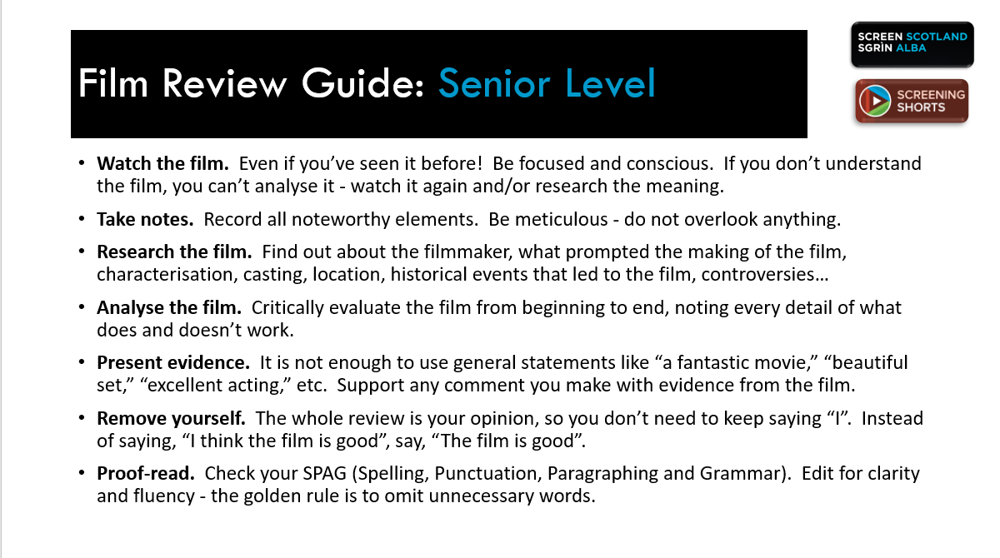 SCREEN SCOTLAND
SGRÌN ALBA
Film Review Guide: Senior Level
SCREENING
SHORTS
• Watch the film.  Even if you’ve seen it before!  Be focused and conscious.  If you don’t understand
the film, you can’t analyse it - watch it again and/or research the meaning.
• Take notes.  Record all noteworthy elements.  Be meticulous - do not overlook anything.
• Research the film.  Find out about the filmmaker, what prompted the making of the film,
characterisation, casting, location, historical events that led to the film, controversies…
• Analyse the film.  Critically evaluate the film from beginning to end, noting every detail of what
does and doesn’t work.
• Present evidence.  It is not enough to use general statements like “a fantastic movie,” “beautiful
set,” “excellent acting,” etc.  Support any comment you make with evidence from the film.
• Remove yourself.  The whole review is your opinion, so you don’t need to keep saying “I”.  Instead
of saying, “I think the film is good”, say, “The film is good”.
• Proof-read.  Check your SPAG (Spelling, Punctuation, Paragraphing and Grammar).  Edit for clarity
and fluency - the golden rule is to omit unnecessary words.